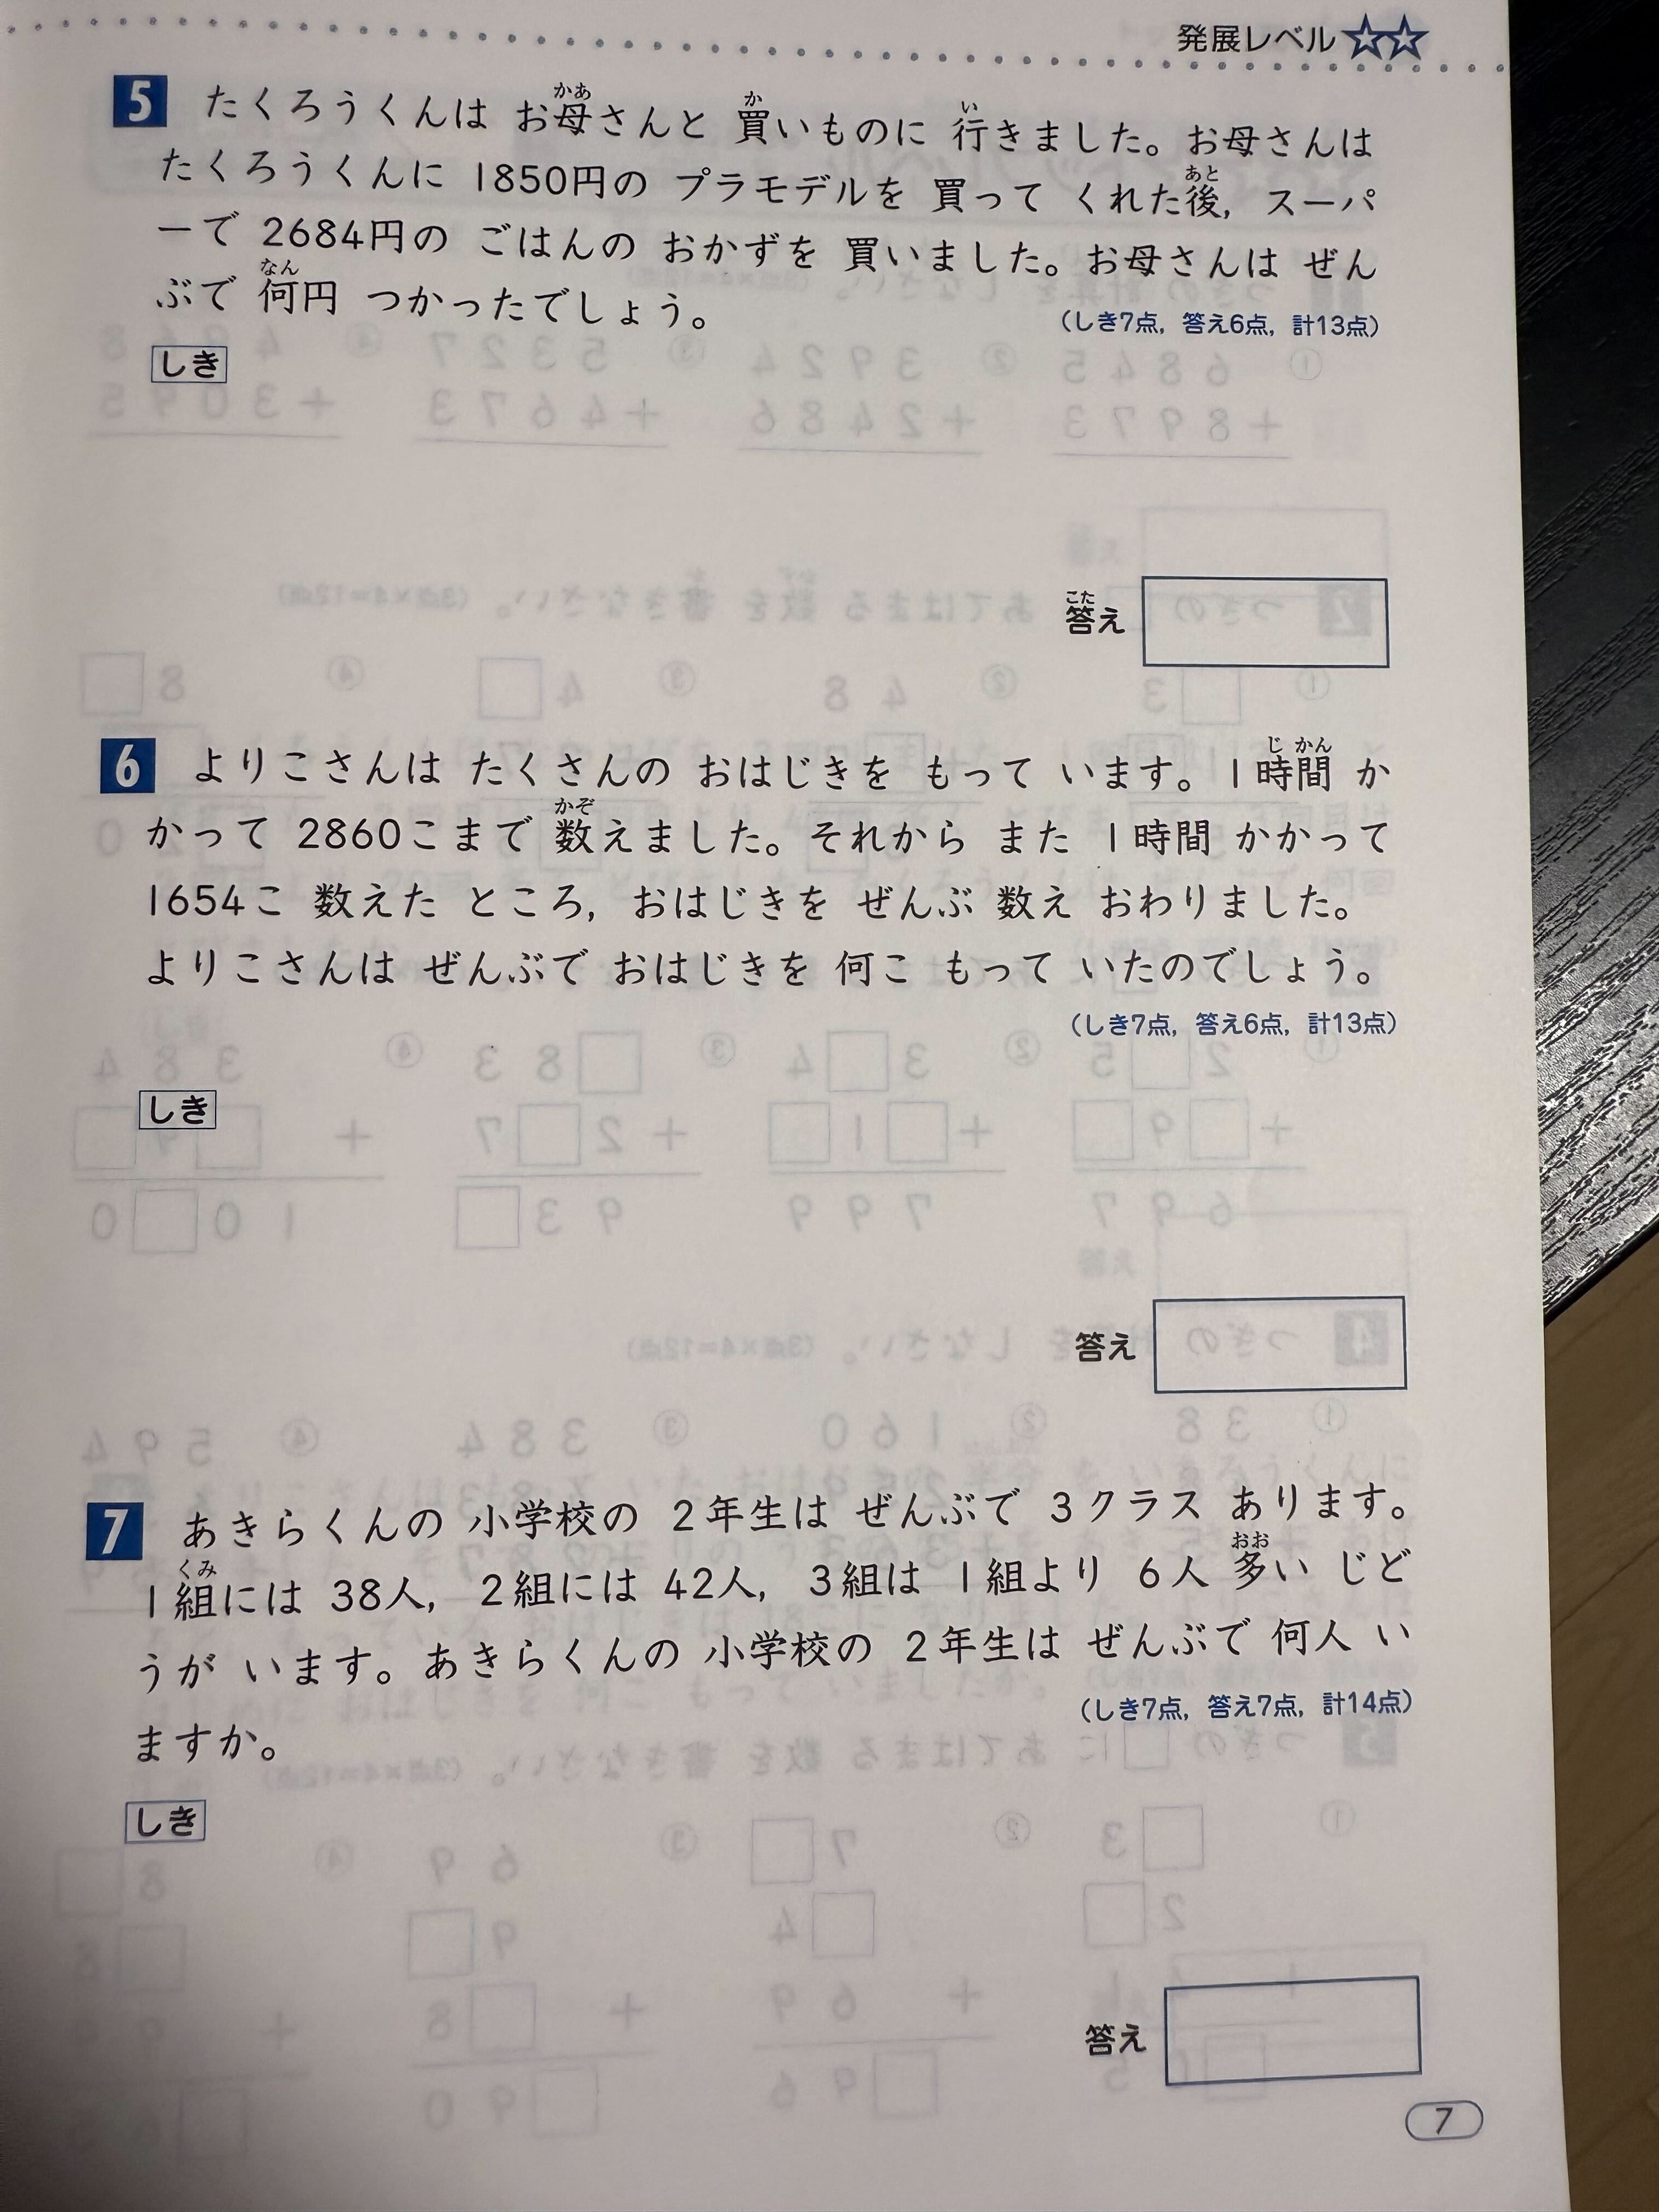 発展レベル☆☆
5 たくろうくんは お母さんと 買いものに 行きました。お母さんは
たくろうくんに 1850円の プラモデルを 買って くれた後，スーパ
ーで 2684円の ごはんの おかずを 買いました。お母さんは ぜん
ぶで 何円 つかったでしょう。
（しき7点，答え6点，計13点）
しき
答え
6 よりこさんは たくさんの おはじきを もって います。1時間 か
かって 2860こまで 数えました。それから また 1時間 かかって
1654こ 数えた ところ，おはじきを ぜんぶ 数え おわりました。
よりこさんは ぜんぶで おはじきを 何こ もって いたのでしょう。
（しき7点，答え6点，計13点）
しき
答え
7 あきらくんの 小学校の 2年生は ぜんぶで 3クラス あります。
1組には 38人，2組には 42人，3組は 1組より 6人 多い じど
うが います。あきらくんの 小学校の 2年生は ぜんぶで 何人 い
ますか。
（しき7点，答え7点，計14点）
しき
答え
7